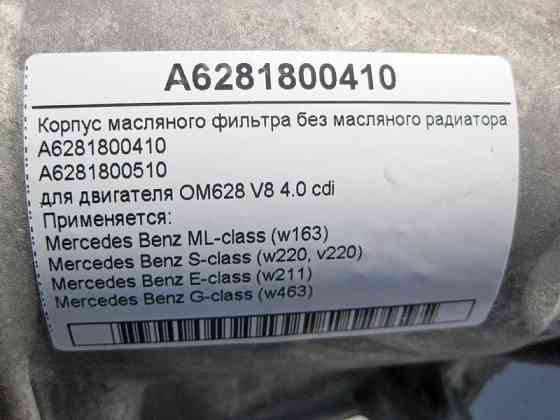 A6281800410
Корпус масляного фильтра без масляного радиатора
A6281800410
A6281800510
для двигателя OM628 V8 4.0 cdi
Применяется:
Mercedes Benz ML-class (w163)
Mercedes Benz S-class (w220, v220)
Mercedes Benz E-class (w211)
Mercedes Benz G-class (w463)